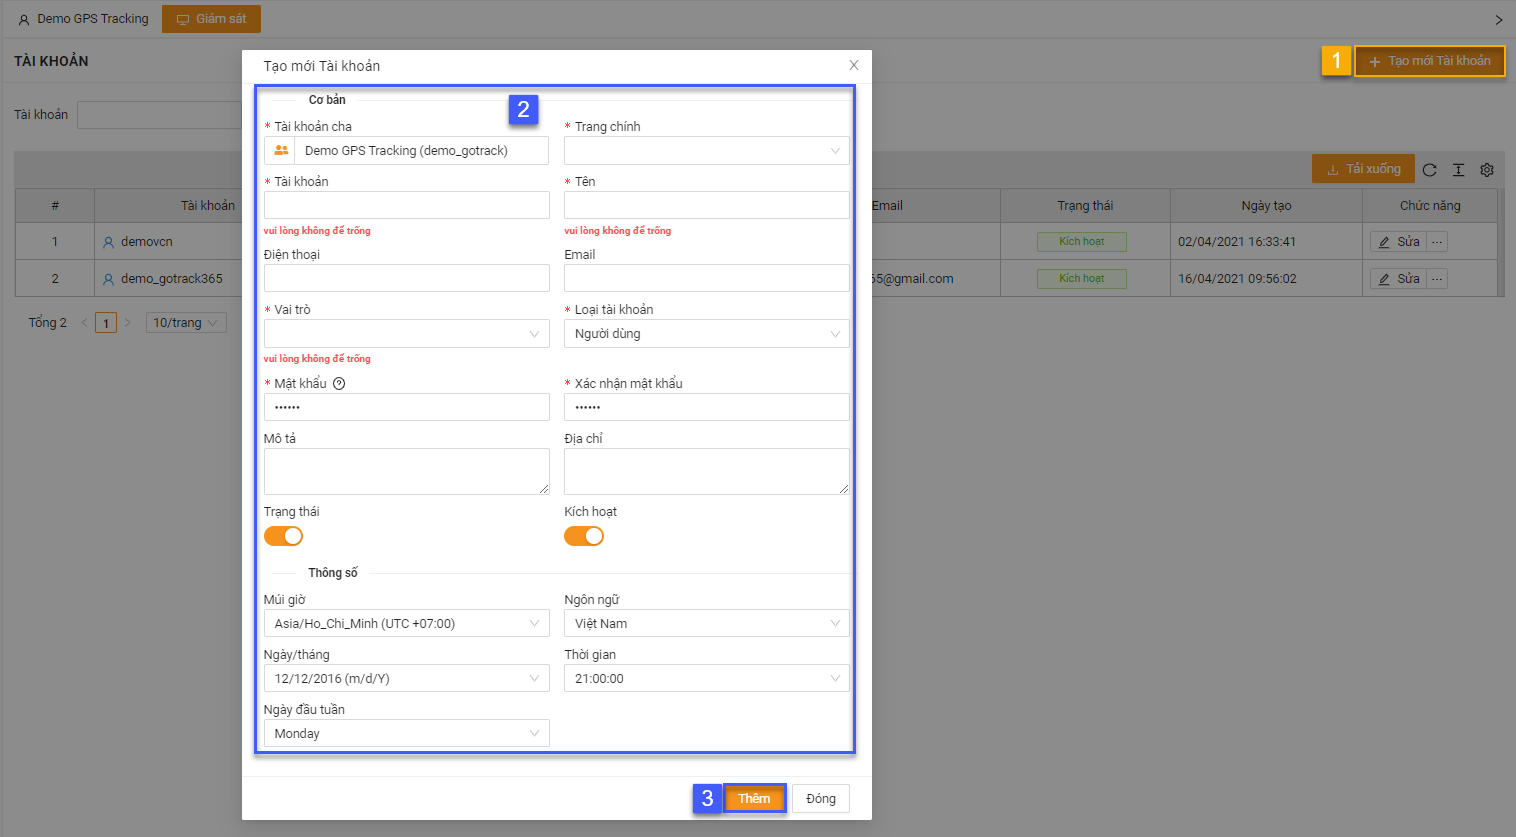 Demo GPS Tracking Giám sát
TÀI KHOẢN
1 + Tạo mới Tài khoản
Tài khoản
Tải xuống
# Tài khoản Email Trạng thái Ngày tạo Chức năng
1 demovcn Kích hoạt 02/04/2021 16:33:41 Sửa ...
2 demo_gotrack365 65@gmail.com Kích hoạt 16/04/2021 09:56:02 Sửa ...
Tổng 2 < 1 > 10/trang
Tạo mới Tài khoản X
Cơ bản
2
* Tài khoản cha * Trang chính
Demo GPS Tracking (demo_gotrack)
* Tài khoản * Tên
vui lòng không để trống vui lòng không để trống
Điện thoại Email
* Vai trò * Loại tài khoản
Người dùng
vui lòng không để trống
* Mật khẩu ? * Xác nhận mật khẩu
•••••• ••••••
Mô tả Địa chỉ
Trạng thái Kích hoạt
Thông số
Múi giờ Ngôn ngữ
Asia/Ho_Chi_Minh (UTC +07:00) Việt Nam
Ngày/tháng Thời gian
12/12/2016 (m/d/Y) 21:00:00
Ngày đầu tuần
Monday
3 Thêm Đóng